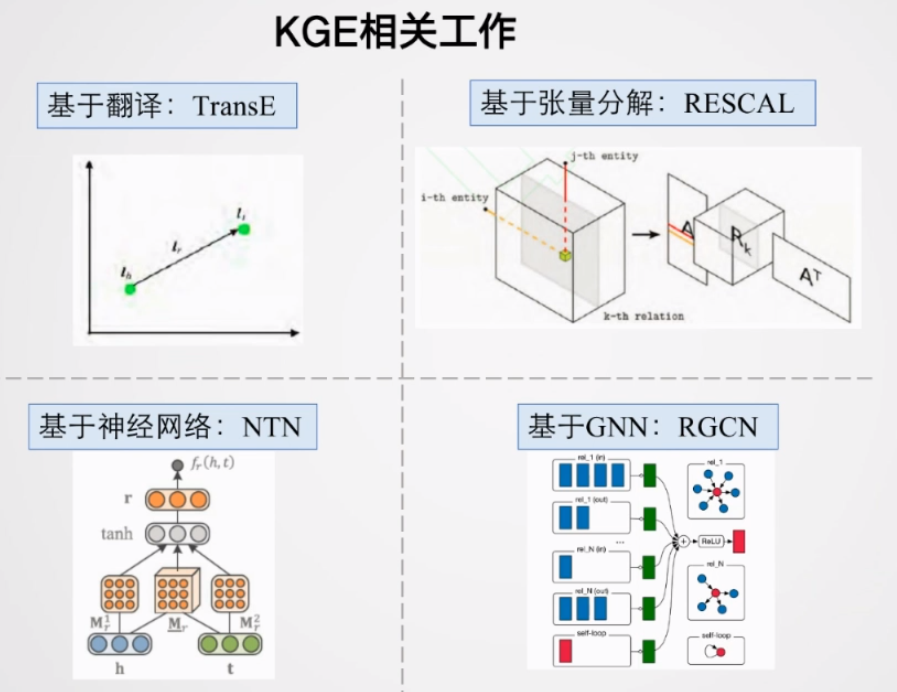 KGE相关工作
基于翻译：TransE
l_h
l_r
l_t
基于张量分解：RESCAL
j-th entity
i-th entity
k-th relation
A
R_k
A^T
基于神经网络：NTN
f_r(h, t)
r
tanh
M_r^1
M_r
M_r^2
h
t
基于GNN：RGCN
rel_1 (in)
rel_1 (out)
...
rel_N (in)
rel_N (out)
self-loop
+
ReLU
rel_1
rel_N
self-loop